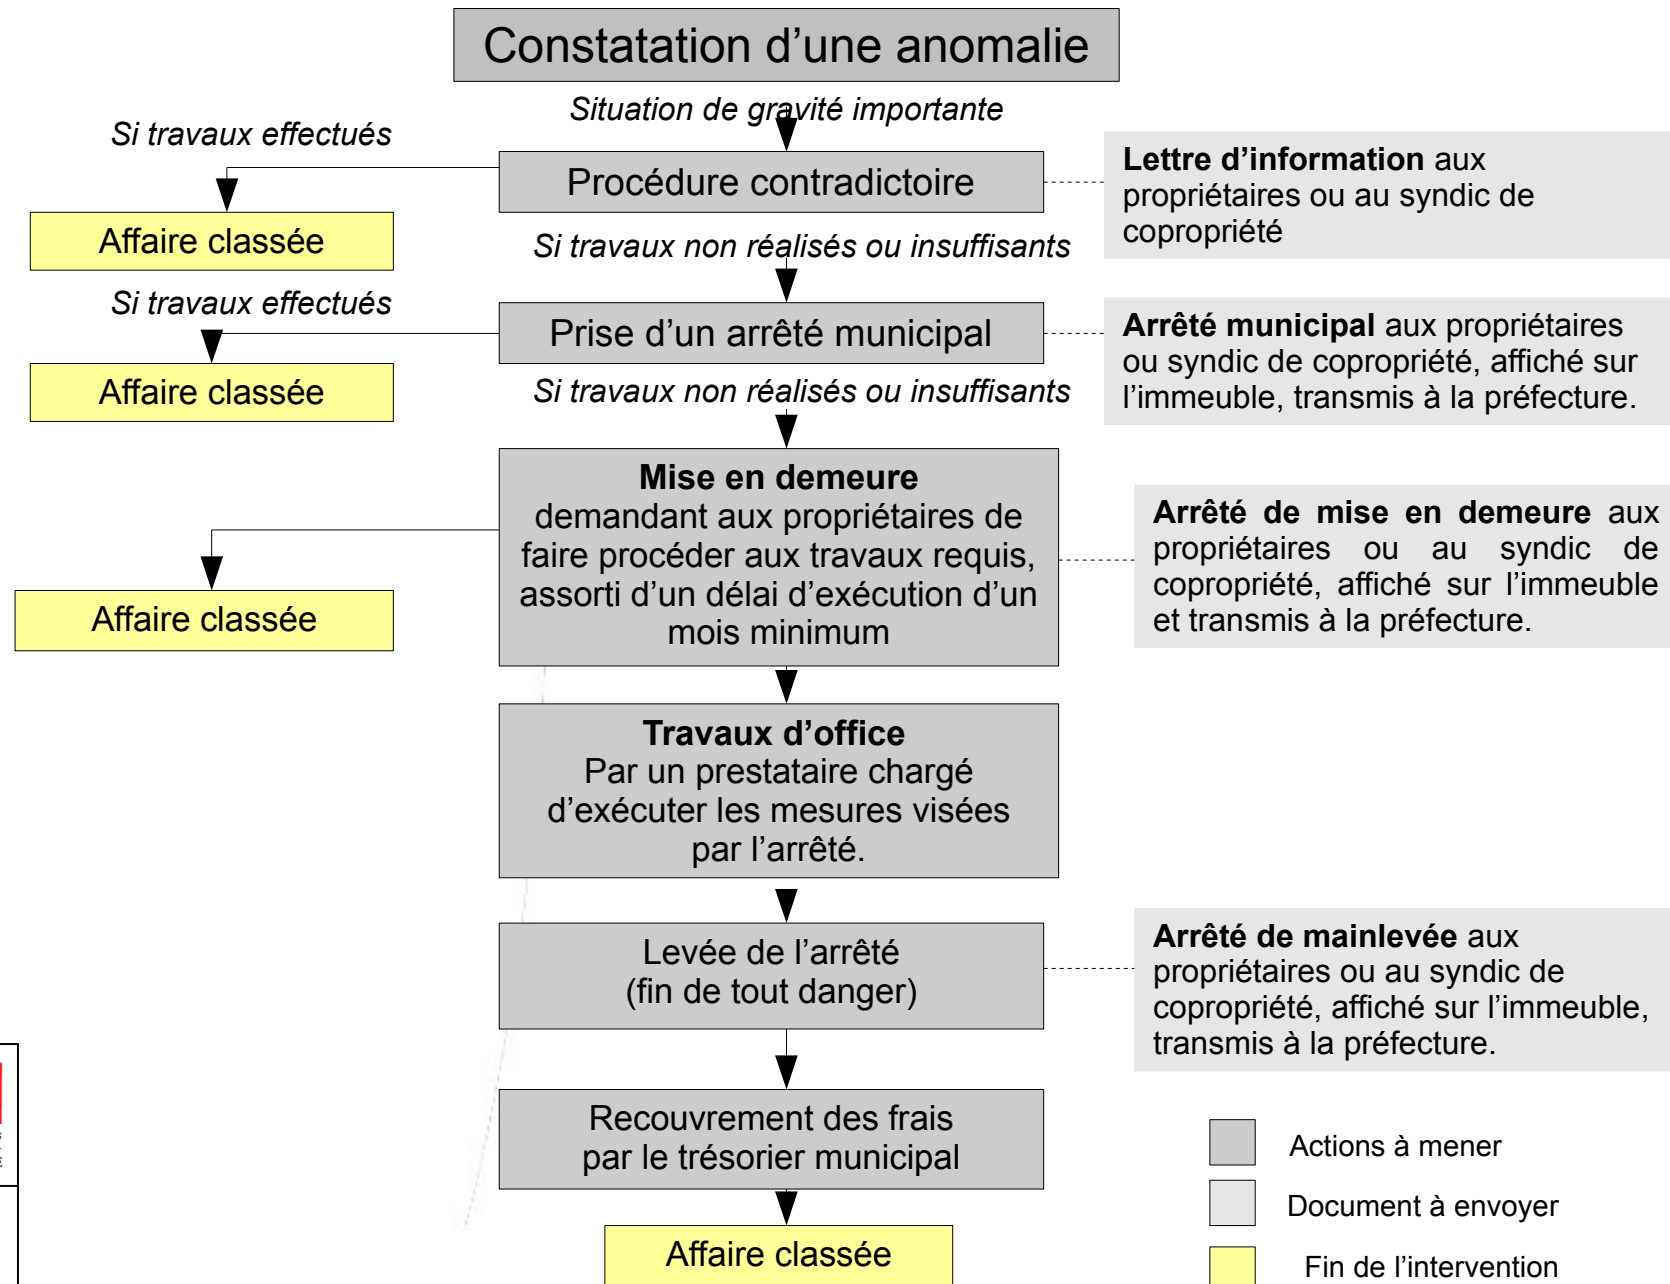 Constatation d’une anomalie
Situation de gravité importante
Si travaux effectués
Procédure contradictoire
Lettre d’information aux
propriétaires ou au syndic de
copropriété
Affaire classée
Si travaux non réalisés ou insuffisants
Si travaux effectués
Prise d’un arrêté municipal
Arrêté municipal aux propriétaires
ou syndic de copropriété, affiché sur
l’immeuble, transmis à la préfecture.
Affaire classée
Si travaux non réalisés ou insuffisants
Mise en demeure
demandant aux propriétaires de
faire procéder aux travaux requis,
assorti d’un délai d’exécution d’un
mois minimum
Arrêté de mise en demeure aux
propriétaires ou au syndic de
copropriété, affiché sur l’immeuble
et transmis à la préfecture.
Affaire classée
Travaux d’office
Par un prestataire chargé
d’exécuter les mesures visées
par l’arrêté.
Levée de l’arrêté
(fin de tout danger)
Arrêté de mainlevée aux
propriétaires ou au syndic de
copropriété, affiché sur l’immeuble,
transmis à la préfecture.
Recouvrement des frais
par le trésorier municipal
Affaire classée
Actions à mener
Document à envoyer
Fin de l’intervention